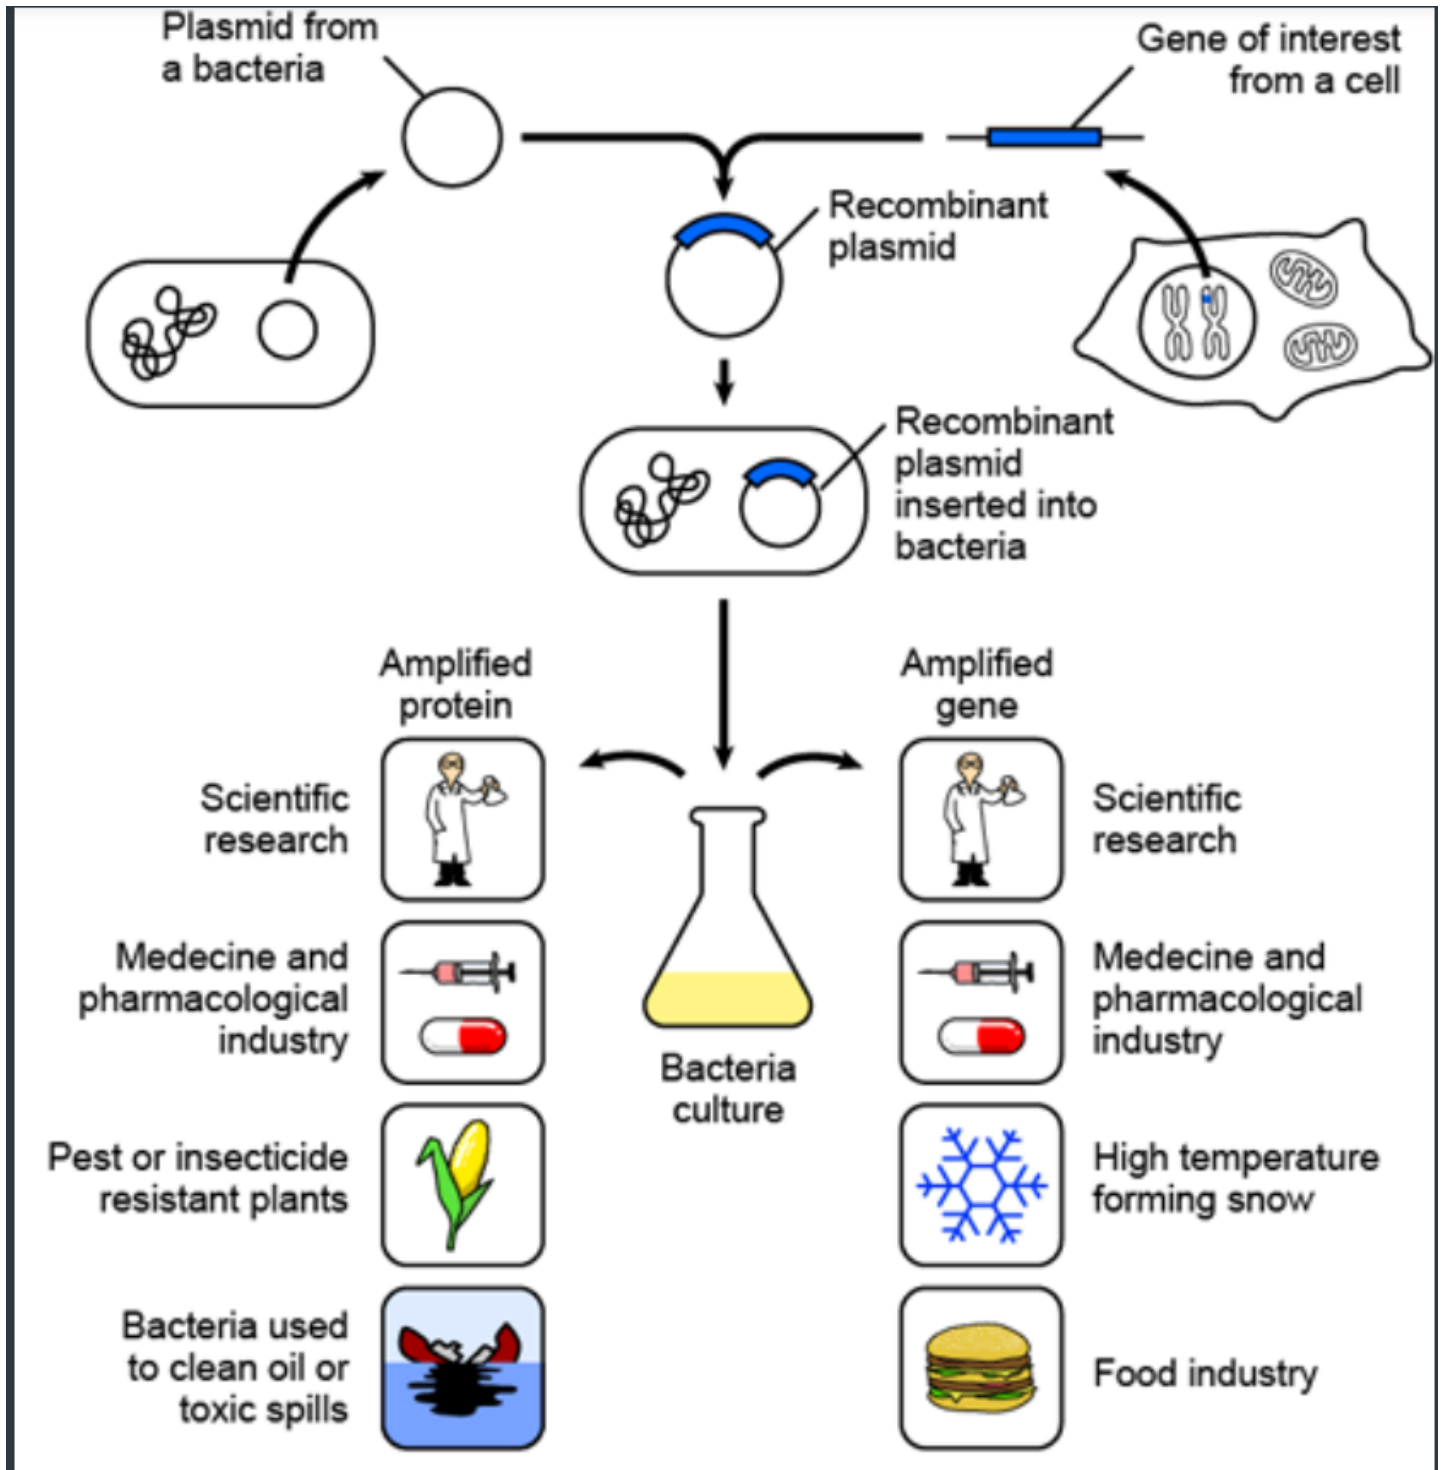 Plasmid from
a bacteria
Gene of interest
from a cell
Recombinant
plasmid
Recombinant
plasmid
inserted into
bacteria
Amplified
protein
Amplified
gene
Scientific
research
Scientific
research
Medecine and
pharmacological
industry
Medecine and
pharmacological
industry
Bacteria
culture
Pest or insecticide
resistant plants
High temperature
forming snow
Bacteria used
to clean oil or
toxic spills
Food industry